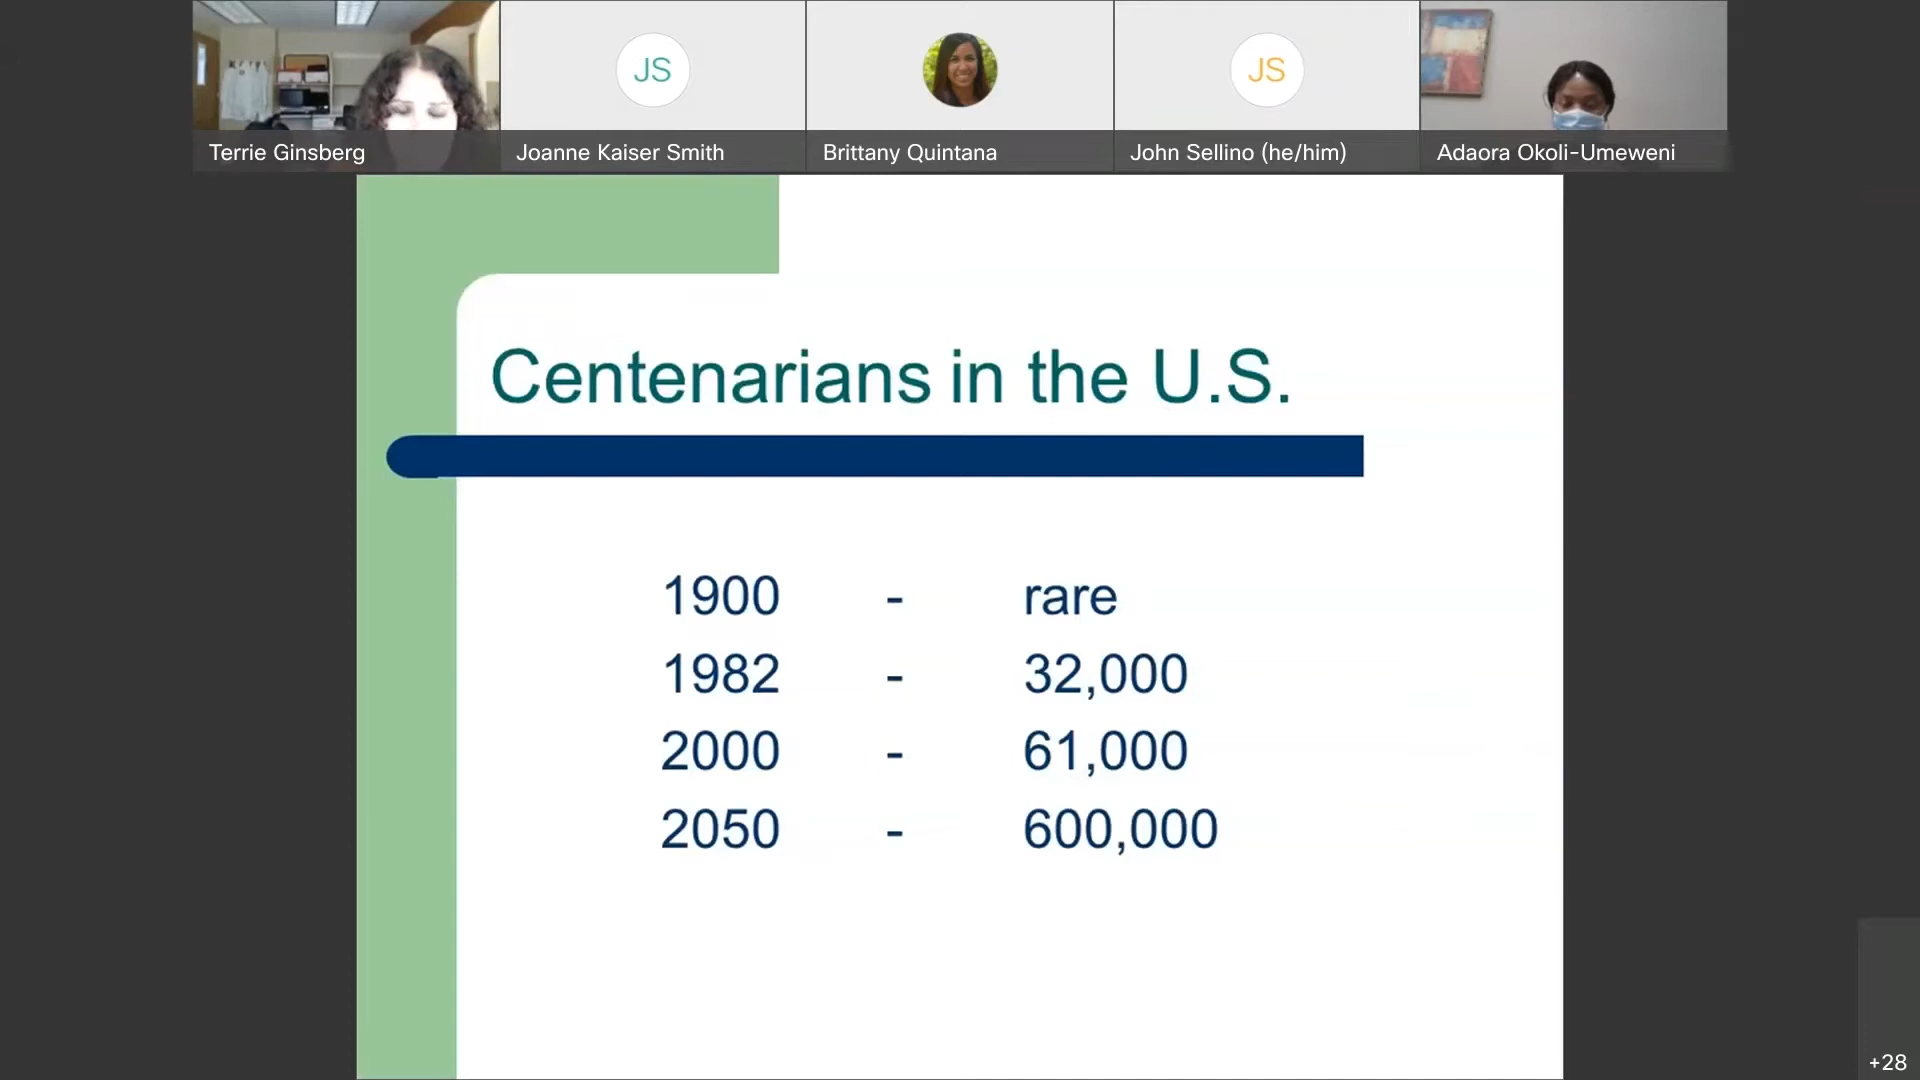 Terrie Ginsberg
JS
Joanne Kaiser Smith
Brittany Quintana
JS
John Sellino (he/him)
Adaora Okoli-Umeweni
Centenarians in the U.S.
1900 - rare
1982 - 32,000
2000 - 61,000
2050 - 600,000
+28